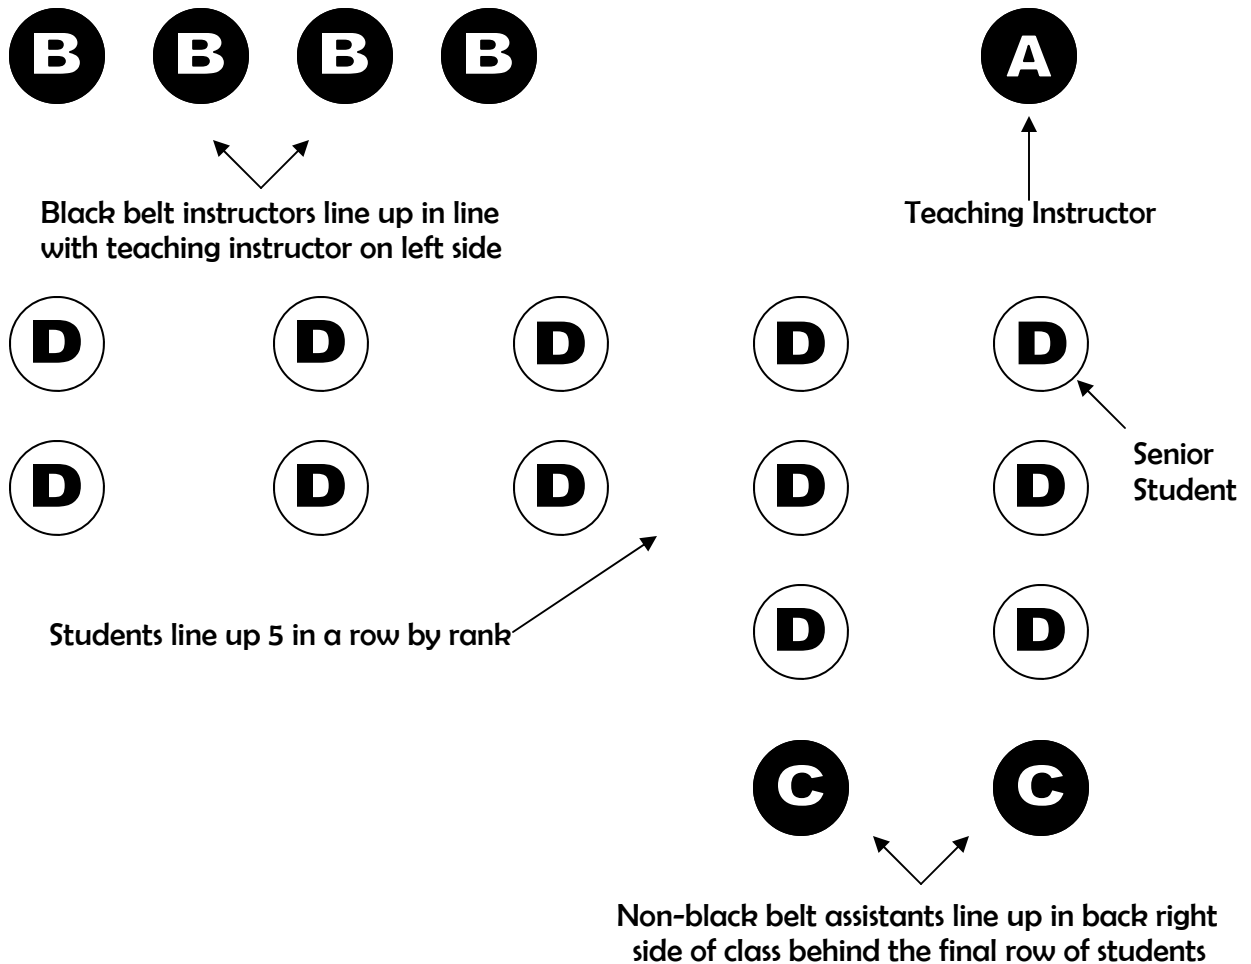 B B B B A
Black belt instructors line up in line
with teaching instructor on left side
Teaching Instructor
D D D D D
Senior
Student
D D D D D
Students line up 5 in a row by rank
D D
C C
Non-black belt assistants line up in back right
side of class behind the final row of students